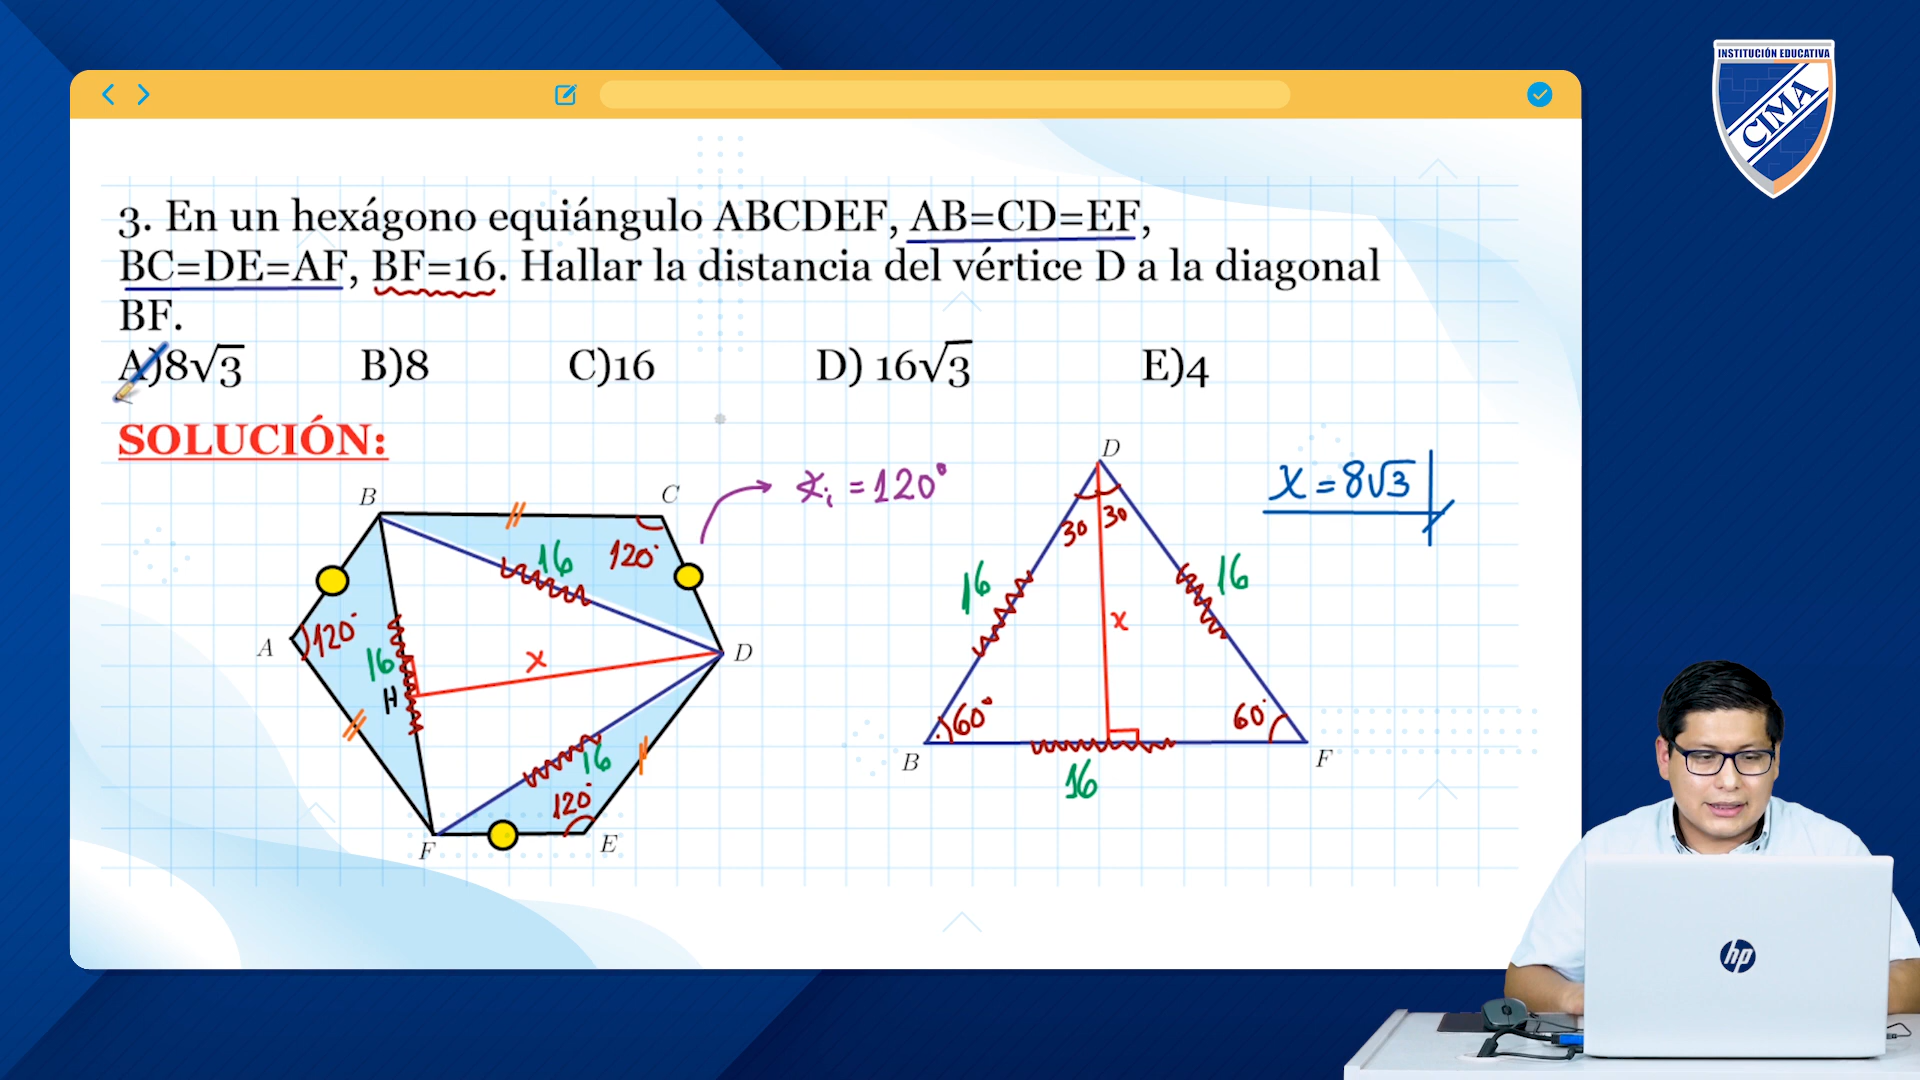 INSTITUCIÓN EDUCATIVA
CIMA
3. En un hexágono equiángulo ABCDEF, AB=CD=EF,
BC=DE=AF, BF=16. Hallar la distancia del vértice D a la diagonal
BF.
A)8√3 B)8 C)16 D) 16√3 E)4
SOLUCIÓN:
B
C
∡i = 120°
16
120°
A
120°
16
H
x
D
16
120°
F
E
D
30
30
16
16
x
60°
60°
B
16
F
x = 8√3
hp